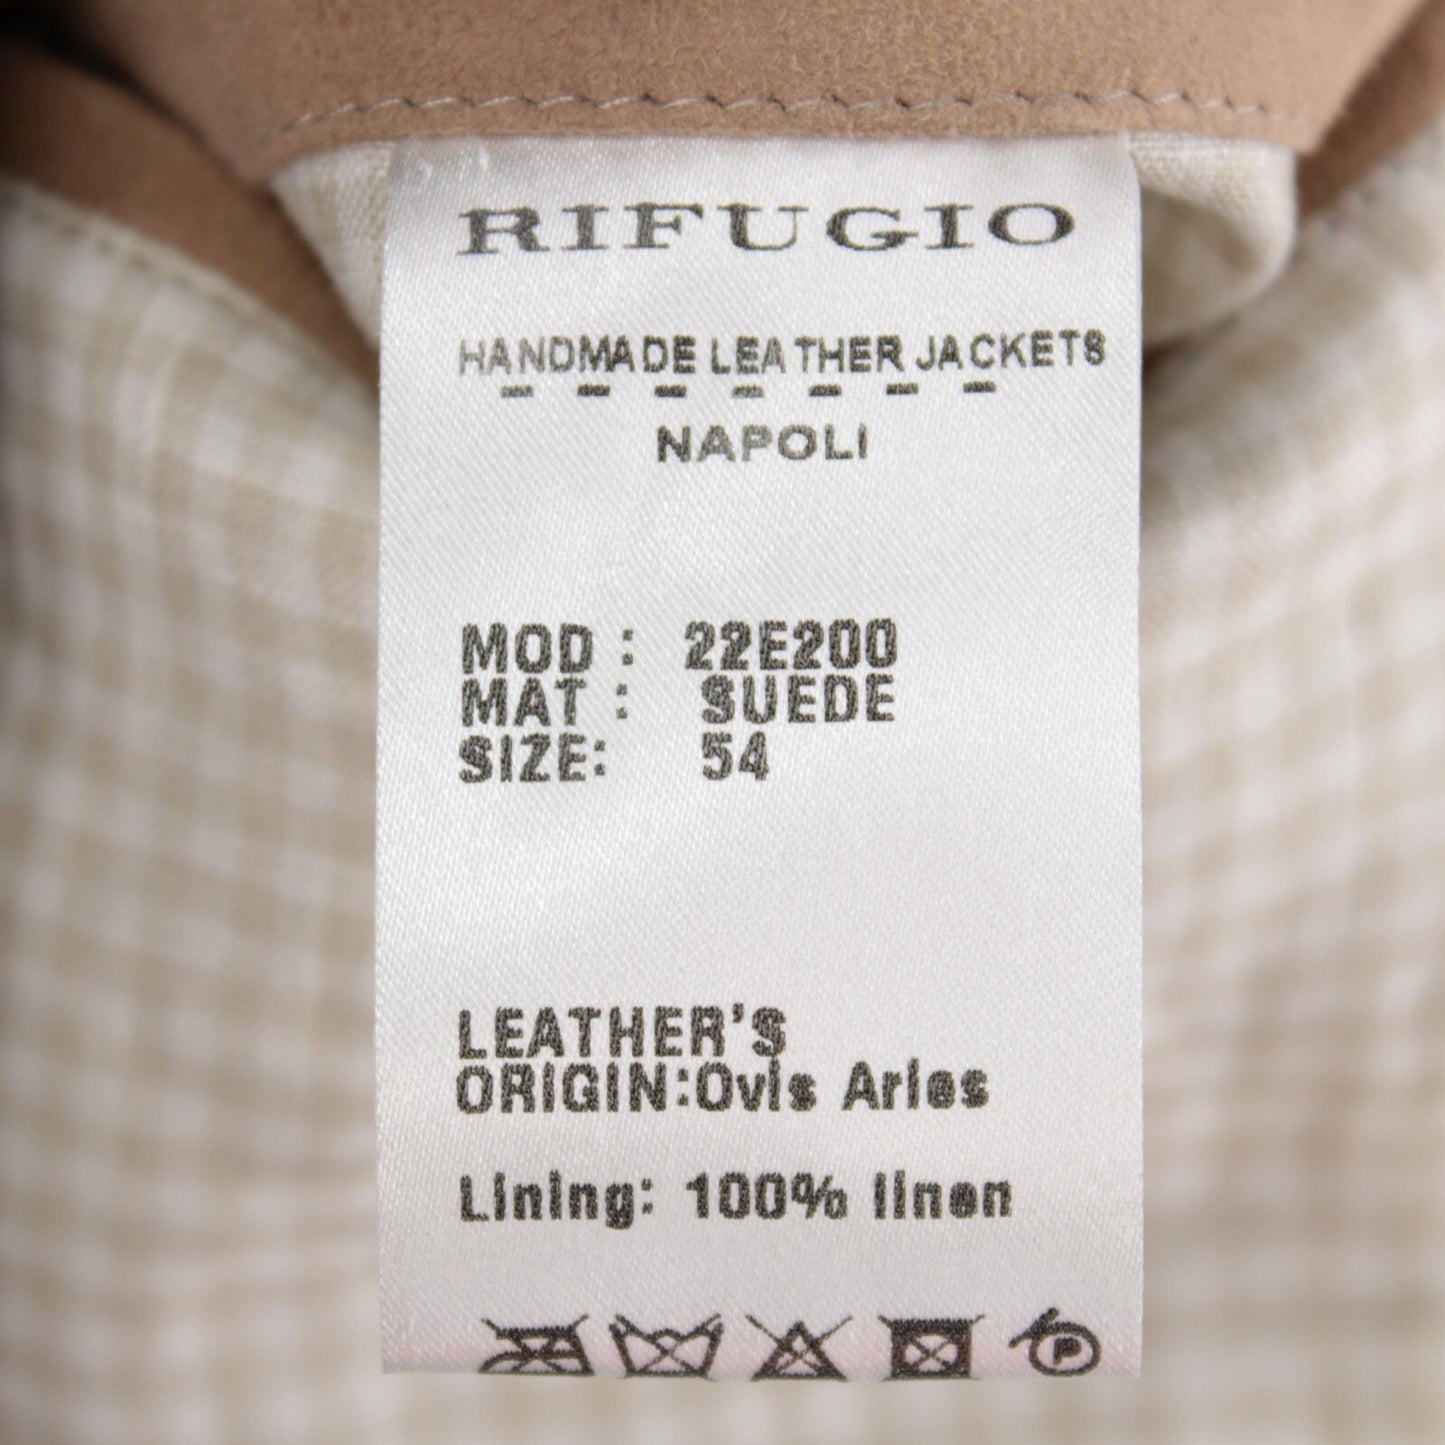 RIFUGIO
HANDMADE LEATHER JACKETS
NAPOLI
MOD : 22E200
MAT : SUEDE
SIZE: 54
LEATHER'S
ORIGIN:Ovis Aries
Lining: 100% linen
P